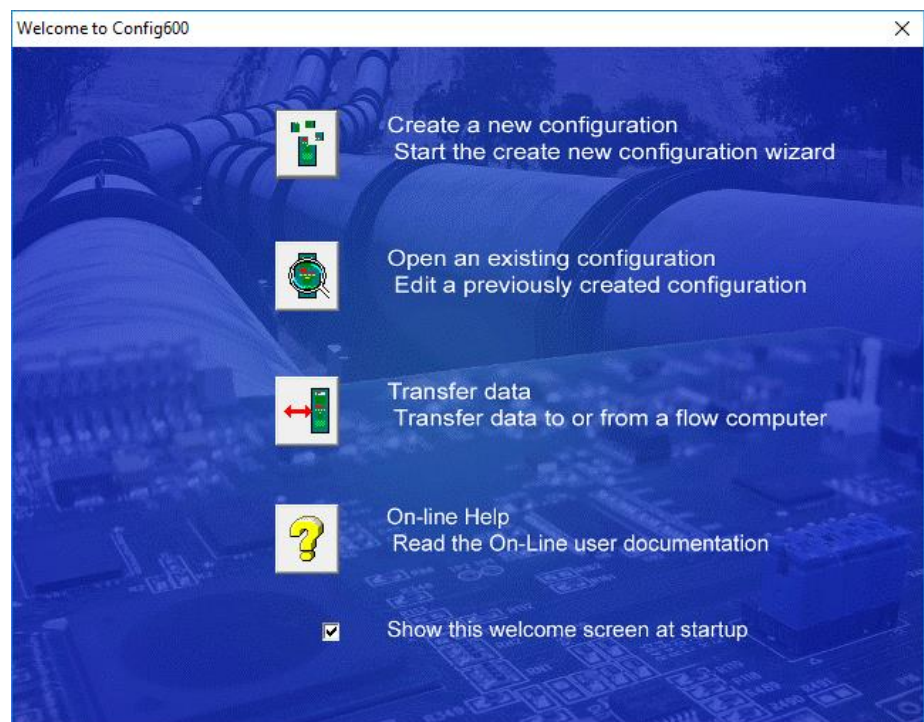 Welcome to Config600
Create a new configuration
Start the create new configuration wizard
Open an existing configuration
Edit a previously created configuration
Transfer data
Transfer data to or from a flow computer
On-line Help
Read the On-Line user documentation
Show this welcome screen at startup